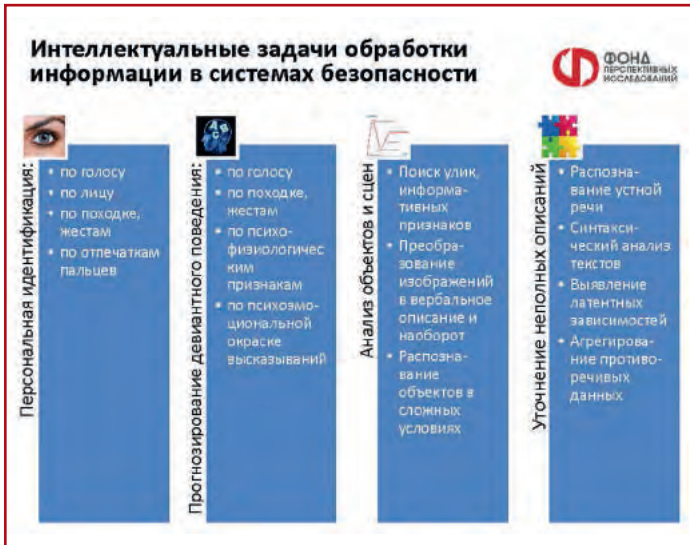 Интеллектуальные задачи обработки
информации в системах безопасности
ФОНД
ПЕРСПЕКТИВНЫХ
ИССЛЕДОВАНИЙ
Персональная идентификация:
• по голосу
• по лицу
• по походке,
жестам
• по отпечаткам
пальцев
Прогнозирование девиантного поведения:
• по голосу
• по походке,
жестам
• по психо-
физиологичес
ким
признакам
• по психоэмо-
циональной
окраске
высказываний
Анализ объектов и сцен
• Поиск улик,
информа-
тивных
признаков
• Преобра-
зование
изображений
в вербальное
описание и
наоборот
• Распозна-
вание
объектов в
сложных
условиях
Уточнение неполных описаний
• Распозна-
вание устной
речи
• Синтакси-
ческий анализ
текстов
• Выявление
латентных
зависимостей
• Агрегирова-
ние противо-
речивых
данных